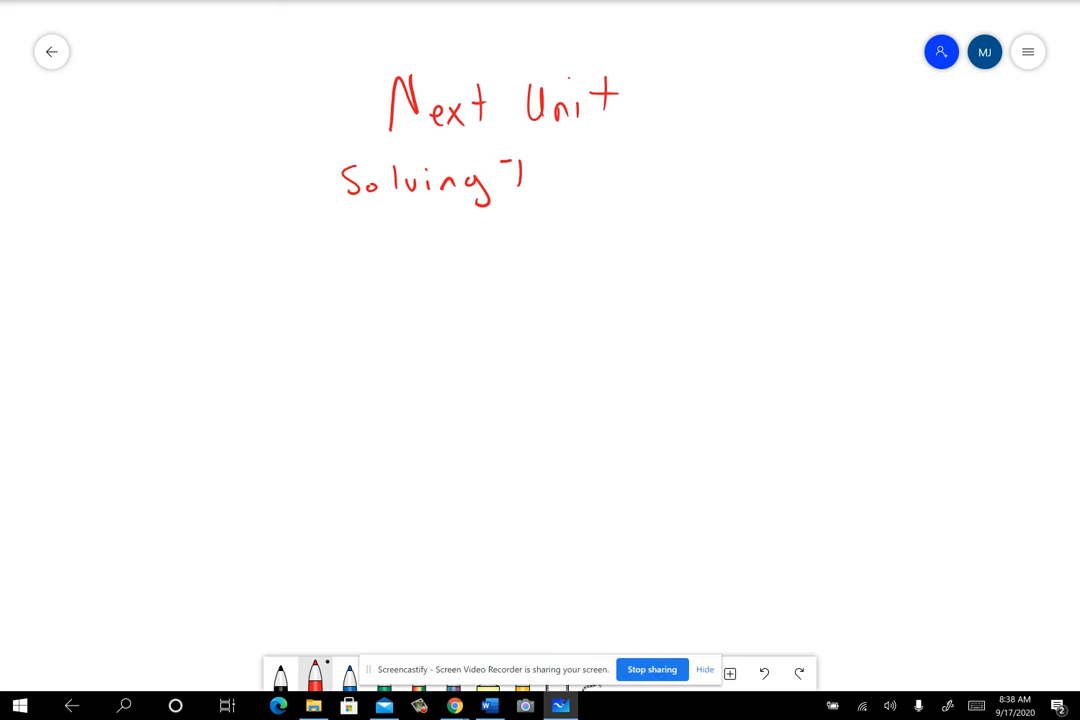 MJ
Next Unit
Solving
Screencastify - Screen Video Recorder is sharing your screen.
Stop sharing
Hide
8:38 AM
9/17/2020
2